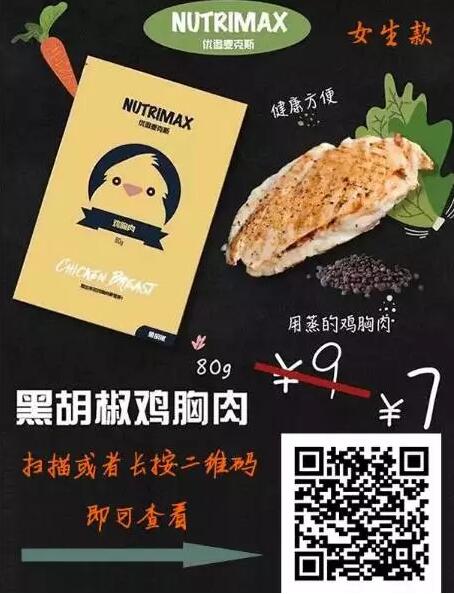 NUTRIMAX
优迦麦克斯
女生款
NUTRIMAX
优迦麦克斯
鸡胸肉
80g
CHICKEN BREAST
黑胡椒
健康方便
用蒸的鸡胸肉
80g
¥9
¥7
黑胡椒鸡胸肉
扫描或者长按二维码
即可查看